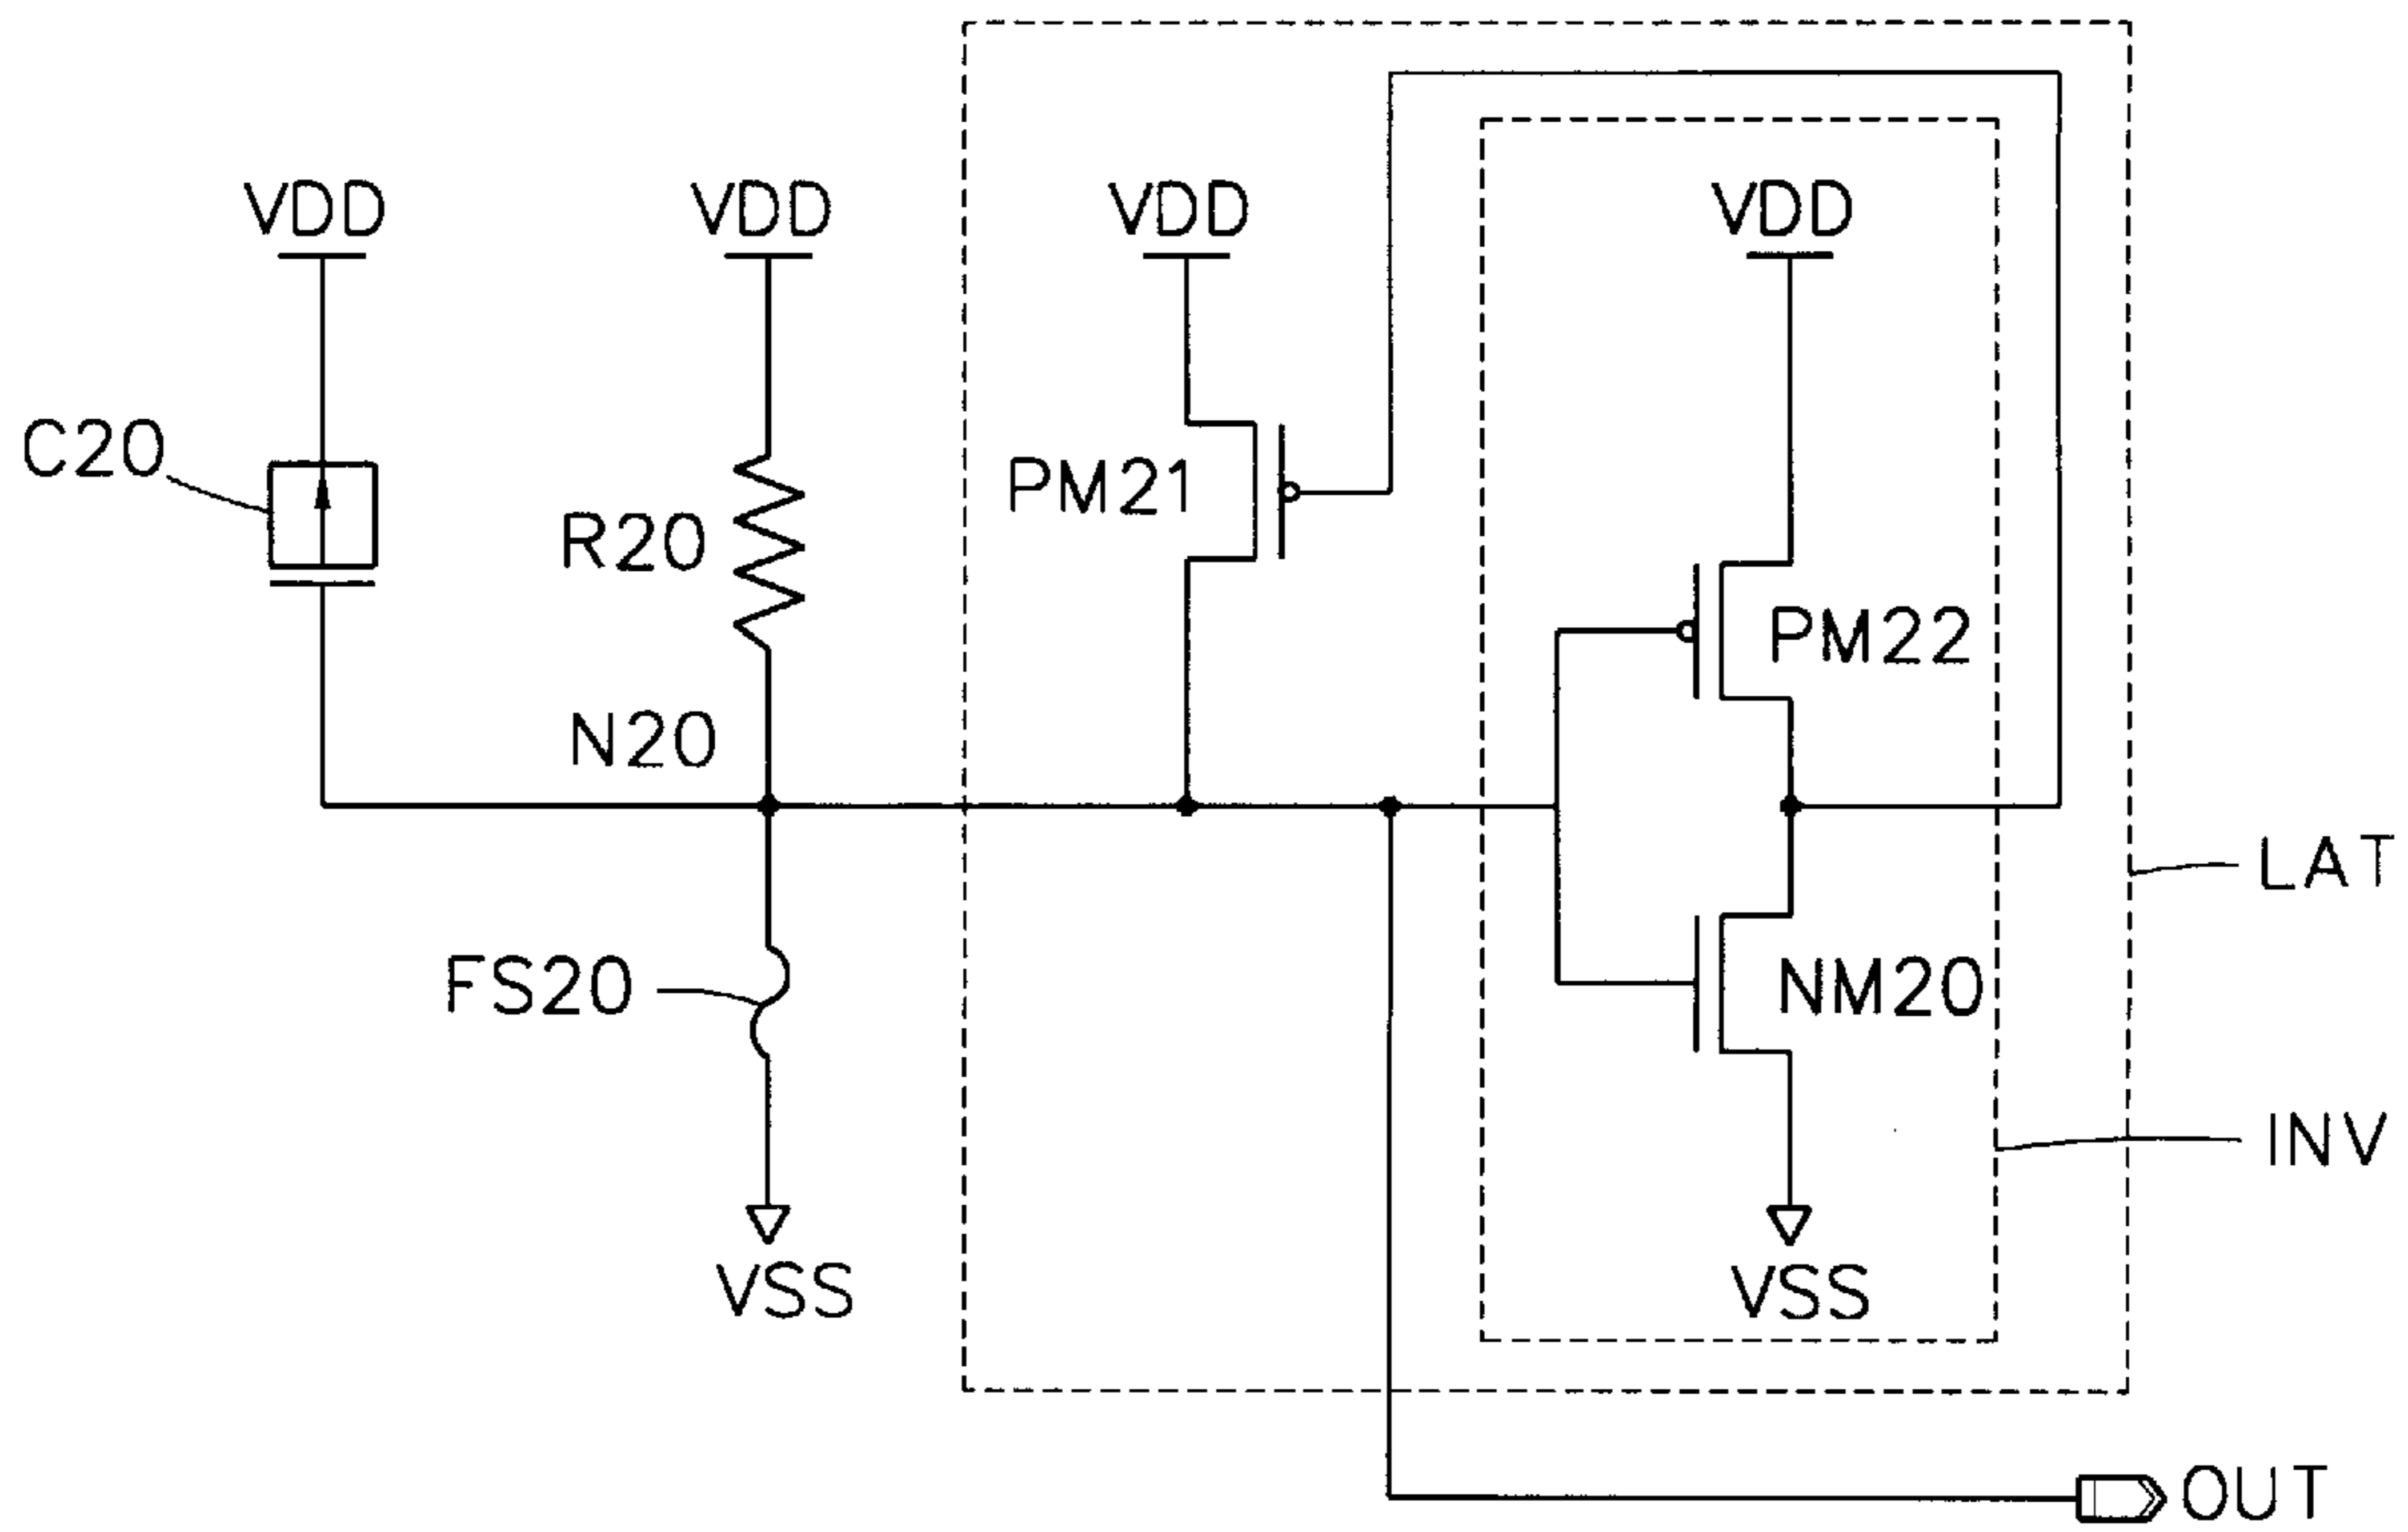 VDD
VDD
VDD
VDD
C20
PM21
R20
PM22
N20
LAT
FS20
NM20
INV
VSS
VSS
OUT